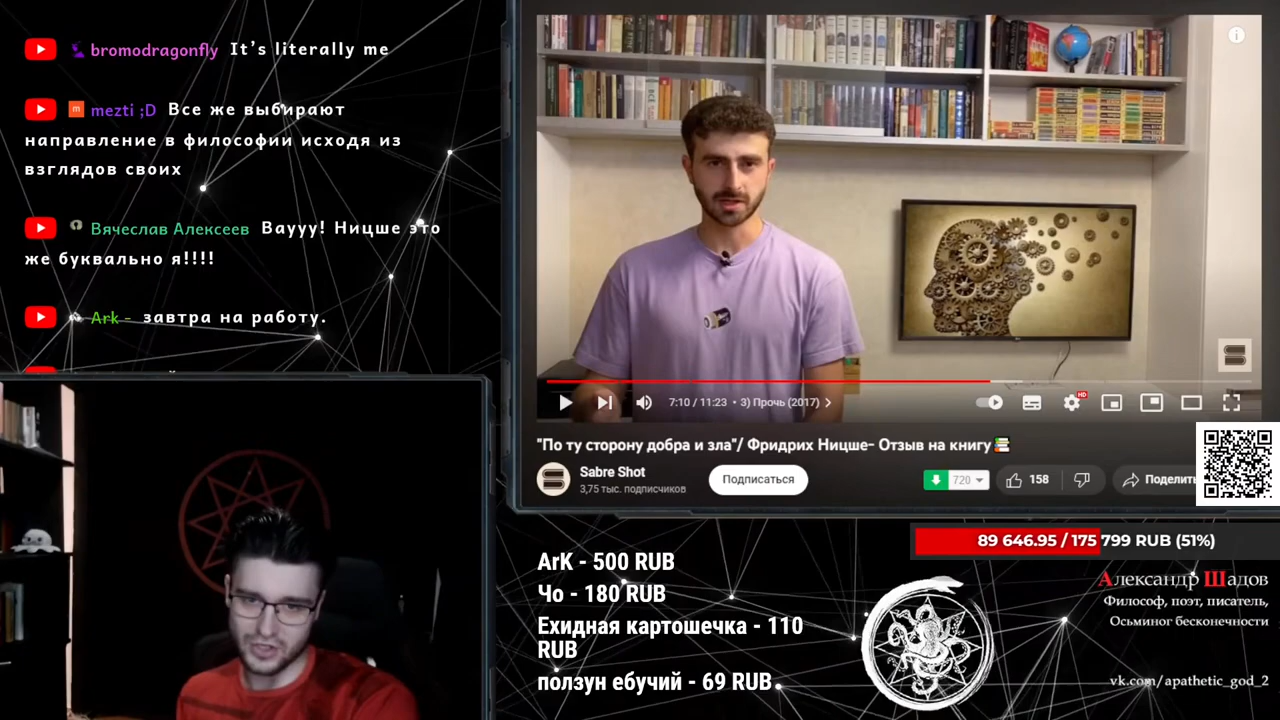 bromodragonfly It's literally me
mezti ;D Все же выбирают
направление в философии исходя из
взглядов своих
Вячеслав Алексеев Ваууу! Ницше это
же буквально я!!!!
Ark - завтра на работу.
7:10 / 11:23 • 3) Прочь (2017)
HD
"По ту сторону добра и зла"/ Фридрих Ницше- Отзыв на книгу
Sabre Shot
3,75 тыс. подписчиков
Подписаться
720
158
Поделить
89 646.95 / 175 799 RUB (51%)
ArK - 500 RUB
Чо - 180 RUB
Ехидная картошечка - 110
RUB
ползун ебучий - 69 RUB
Александр Шадов
Философ, поэт, писатель,
Осьминог бесконечности
vk.com/apathetic_god_2